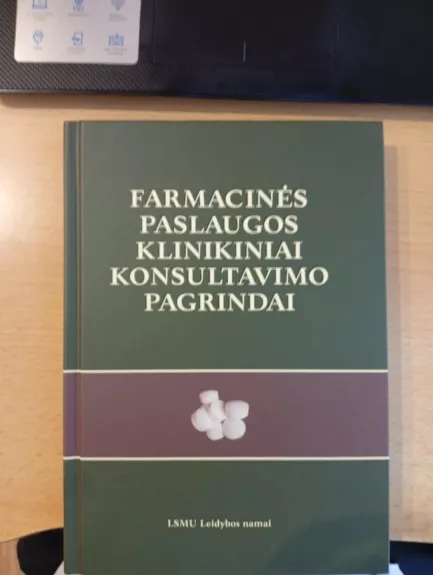 FARMACINĖS
PASLAUGOS
KLINIKINIAI
KONSULTAVIMO
PAGRINDAI
LSMU Leidybos namai